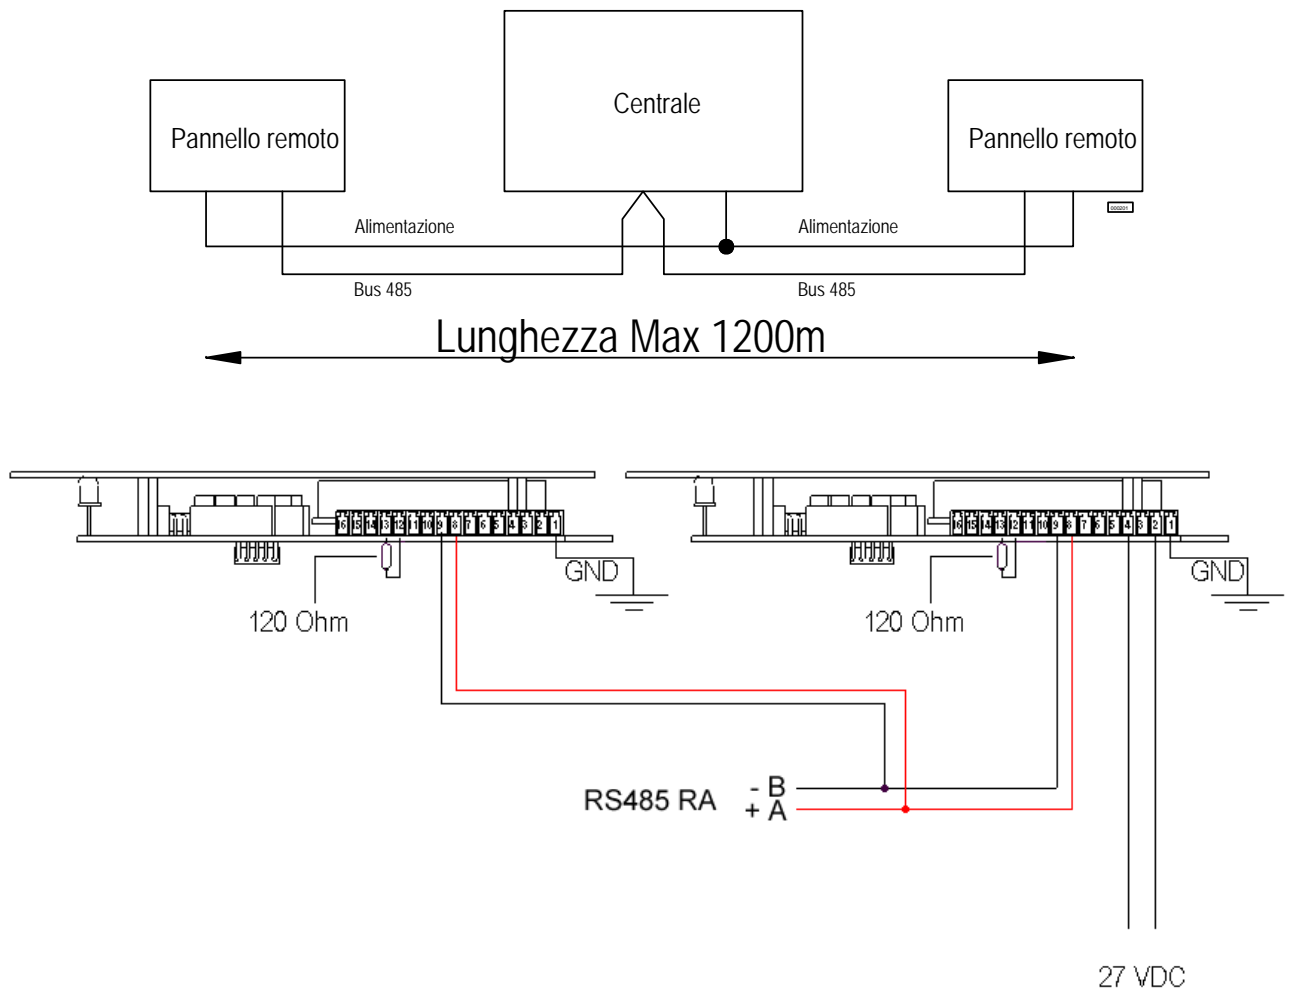 Centrale
Pannello remoto
Pannello remoto
Alimentazione
Alimentazione
Bus 485
Bus 485
Lunghezza Max 1200m
16 15 14 13 12 11 10 9 8 7 6 5 4 3 2 1
16 15 14 13 12 11 10 9 8 7 6 5 4 3 2 1
GND
GND
120 Ohm
120 Ohm
RS485 RA
- B
+ A
27 VDC